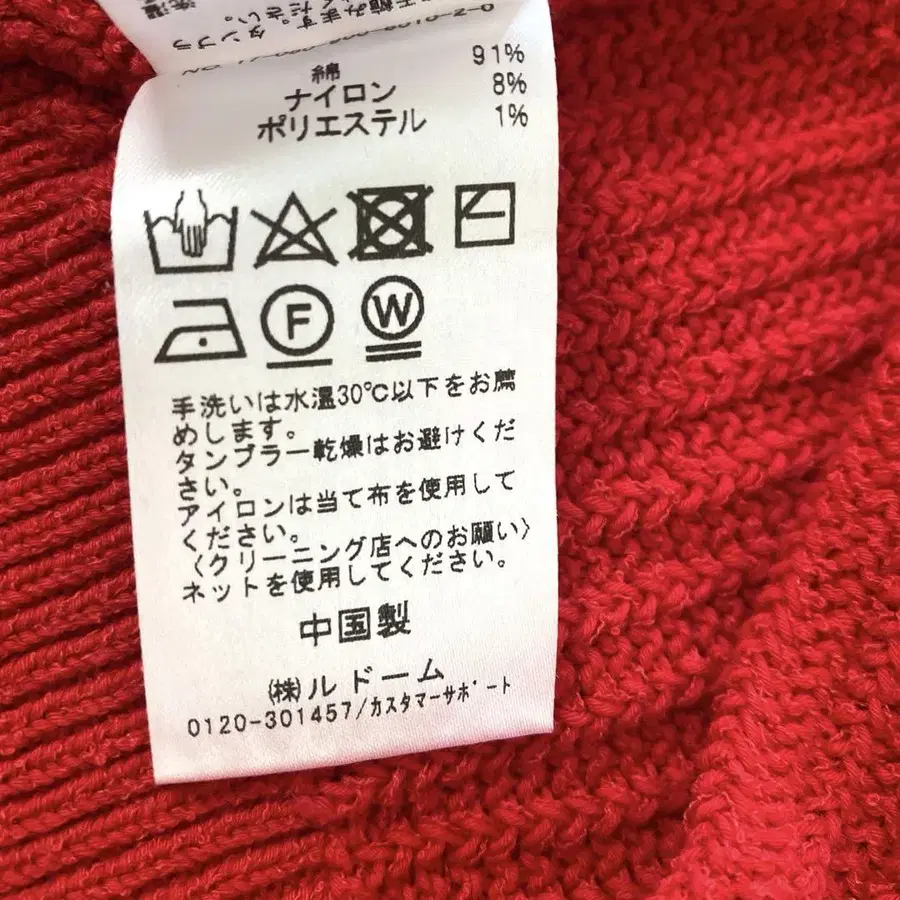 綿 91%
ナイロン 8%
ポリエステル 1%
F
W
手洗いは水温30℃以下をお薦
めします。
タンブラー乾燥はお避けくだ
さい。
アイロンは当て布を使用して
ください。
〈クリーニング店へのお願い〉
ネットを使用してください。
中国製
㈱ルドーム
0120-301457/カスタマーサポート